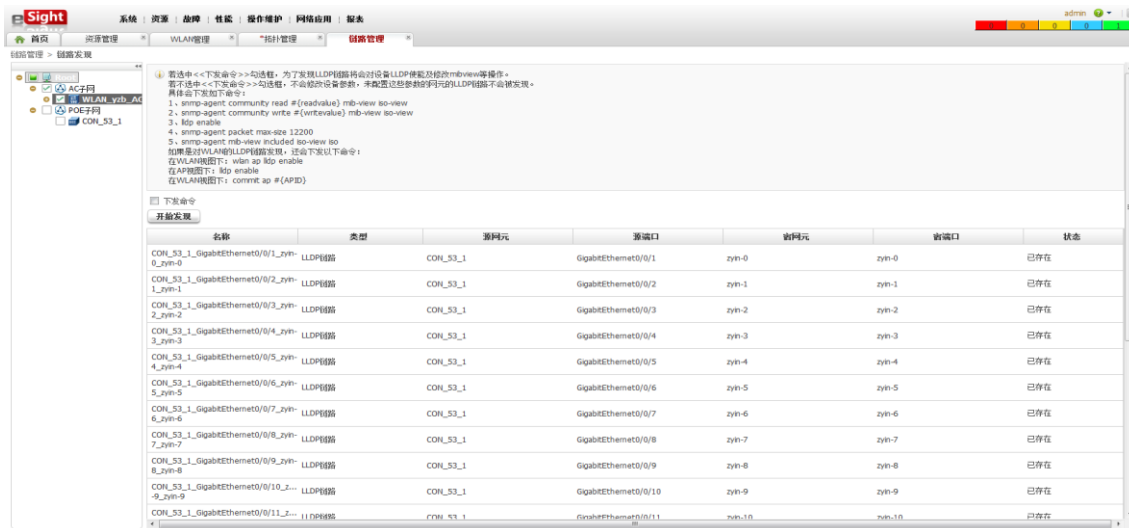 eSight
系统 资源 故障 性能 操作维护 网络应用 报表
admin
0 0 0 0 1
首页 资源管理 WLAN管理 *拓扑管理 链路管理
链路管理 > 链路发现
AC子网
WLAN_yzb_AC
POE子网
CON_53_1
若选中<<下发命令>>勾选框，为了发现LLDP链路将会对设备LLDP使能及修改mibview等操作。
若不选中<<下发命令>>勾选框，不会修改设备参数，未配置这些参数的网元的LLDP链路不会被发现。
具体会下发如下命令：
1、snmp-agent community read #{readvalue} mib-view iso-view
2、snmp-agent community write #{writevalue} mib-view iso-view
3、lldp enable
4、snmp-agent packet max-size 12200
5、snmp-agent mib-view included iso-view iso
如果是对WLAN的LLDP链路发现，还会下发以下命令：
在WLAN视图下：wlan ap lldp enable
在AP视图下：lldp enable
在WLAN视图下：commit ap #{APID}
下发命令
开始发现
名称 类型 源网元 源端口 宿网元 宿端口 状态
CON_53_1_GigabitEthernet0/0/1_zyin-
0_zyin-0 LLDP链路 CON_53_1 GigabitEthernet0/0/1 zyin-0 zyin-0 已存在
CON_53_1_GigabitEthernet0/0/2_zyin-
1_zyin-1 LLDP链路 CON_53_1 GigabitEthernet0/0/2 zyin-1 zyin-1 已存在
CON_53_1_GigabitEthernet0/0/3_zyin-
2_zyin-2 LLDP链路 CON_53_1 GigabitEthernet0/0/3 zyin-2 zyin-2 已存在
CON_53_1_GigabitEthernet0/0/4_zyin-
3_zyin-3 LLDP链路 CON_53_1 GigabitEthernet0/0/4 zyin-3 zyin-3 已存在
CON_53_1_GigabitEthernet0/0/5_zyin-
4_zyin-4 LLDP链路 CON_53_1 GigabitEthernet0/0/5 zyin-4 zyin-4 已存在
CON_53_1_GigabitEthernet0/0/6_zyin-
5_zyin-5 LLDP链路 CON_53_1 GigabitEthernet0/0/6 zyin-5 zyin-5 已存在
CON_53_1_GigabitEthernet0/0/7_zyin-
6_zyin-6 LLDP链路 CON_53_1 GigabitEthernet0/0/7 zyin-6 zyin-6 已存在
CON_53_1_GigabitEthernet0/0/8_zyin-
7_zyin-7 LLDP链路 CON_53_1 GigabitEthernet0/0/8 zyin-7 zyin-7 已存在
CON_53_1_GigabitEthernet0/0/9_zyin-
8_zyin-8 LLDP链路 CON_53_1 GigabitEthernet0/0/9 zyin-8 zyin-8 已存在
CON_53_1_GigabitEthernet0/0/10_z...
-9_zyin-9 LLDP链路 CON_53_1 GigabitEthernet0/0/10 zyin-9 zyin-9 已存在
CON_53_1_GigabitEthernet0/0/11_z... LLDP链路 CON_53_1 GigabitEthernet0/0/11 zyin-10 zyin-10 已存在